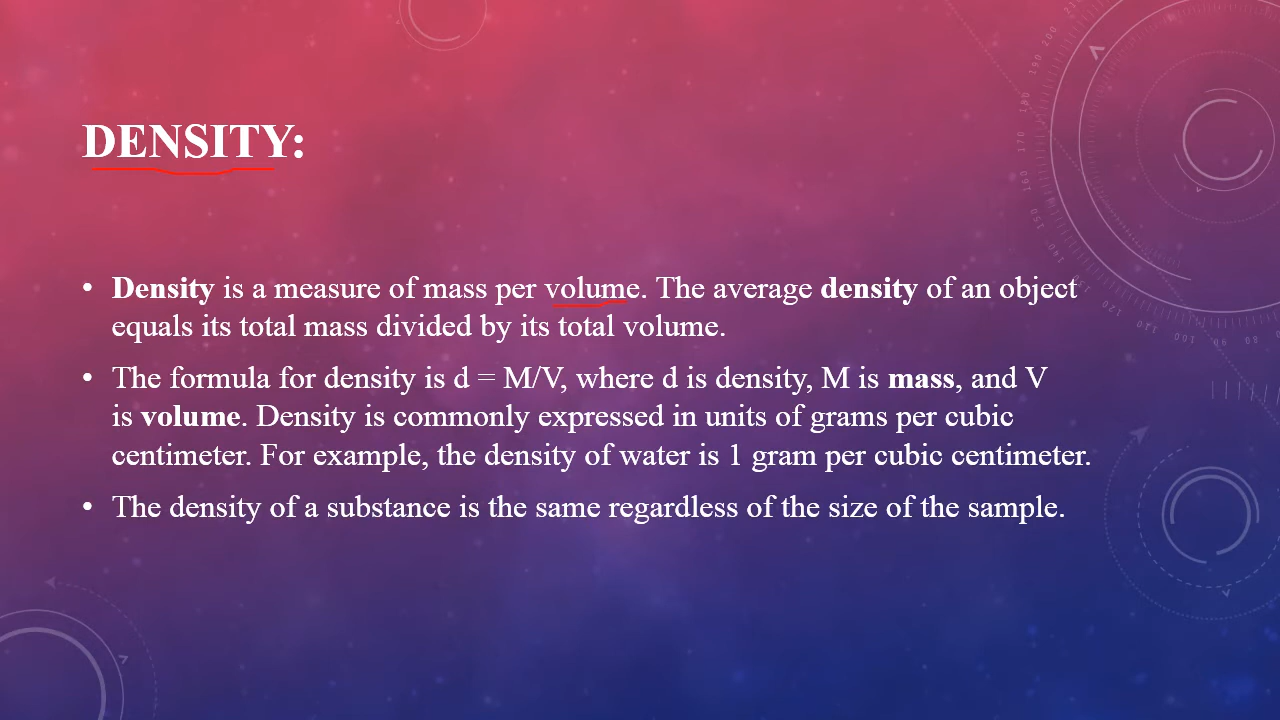 DENSITY:
• Density is a measure of mass per volume. The average density of an object
equals its total mass divided by its total volume.
• The formula for density is d = M/V, where d is density, M is mass, and V
is volume. Density is commonly expressed in units of grams per cubic
centimeter. For example, the density of water is 1 gram per cubic centimeter.
• The density of a substance is the same regardless of the size of the sample.